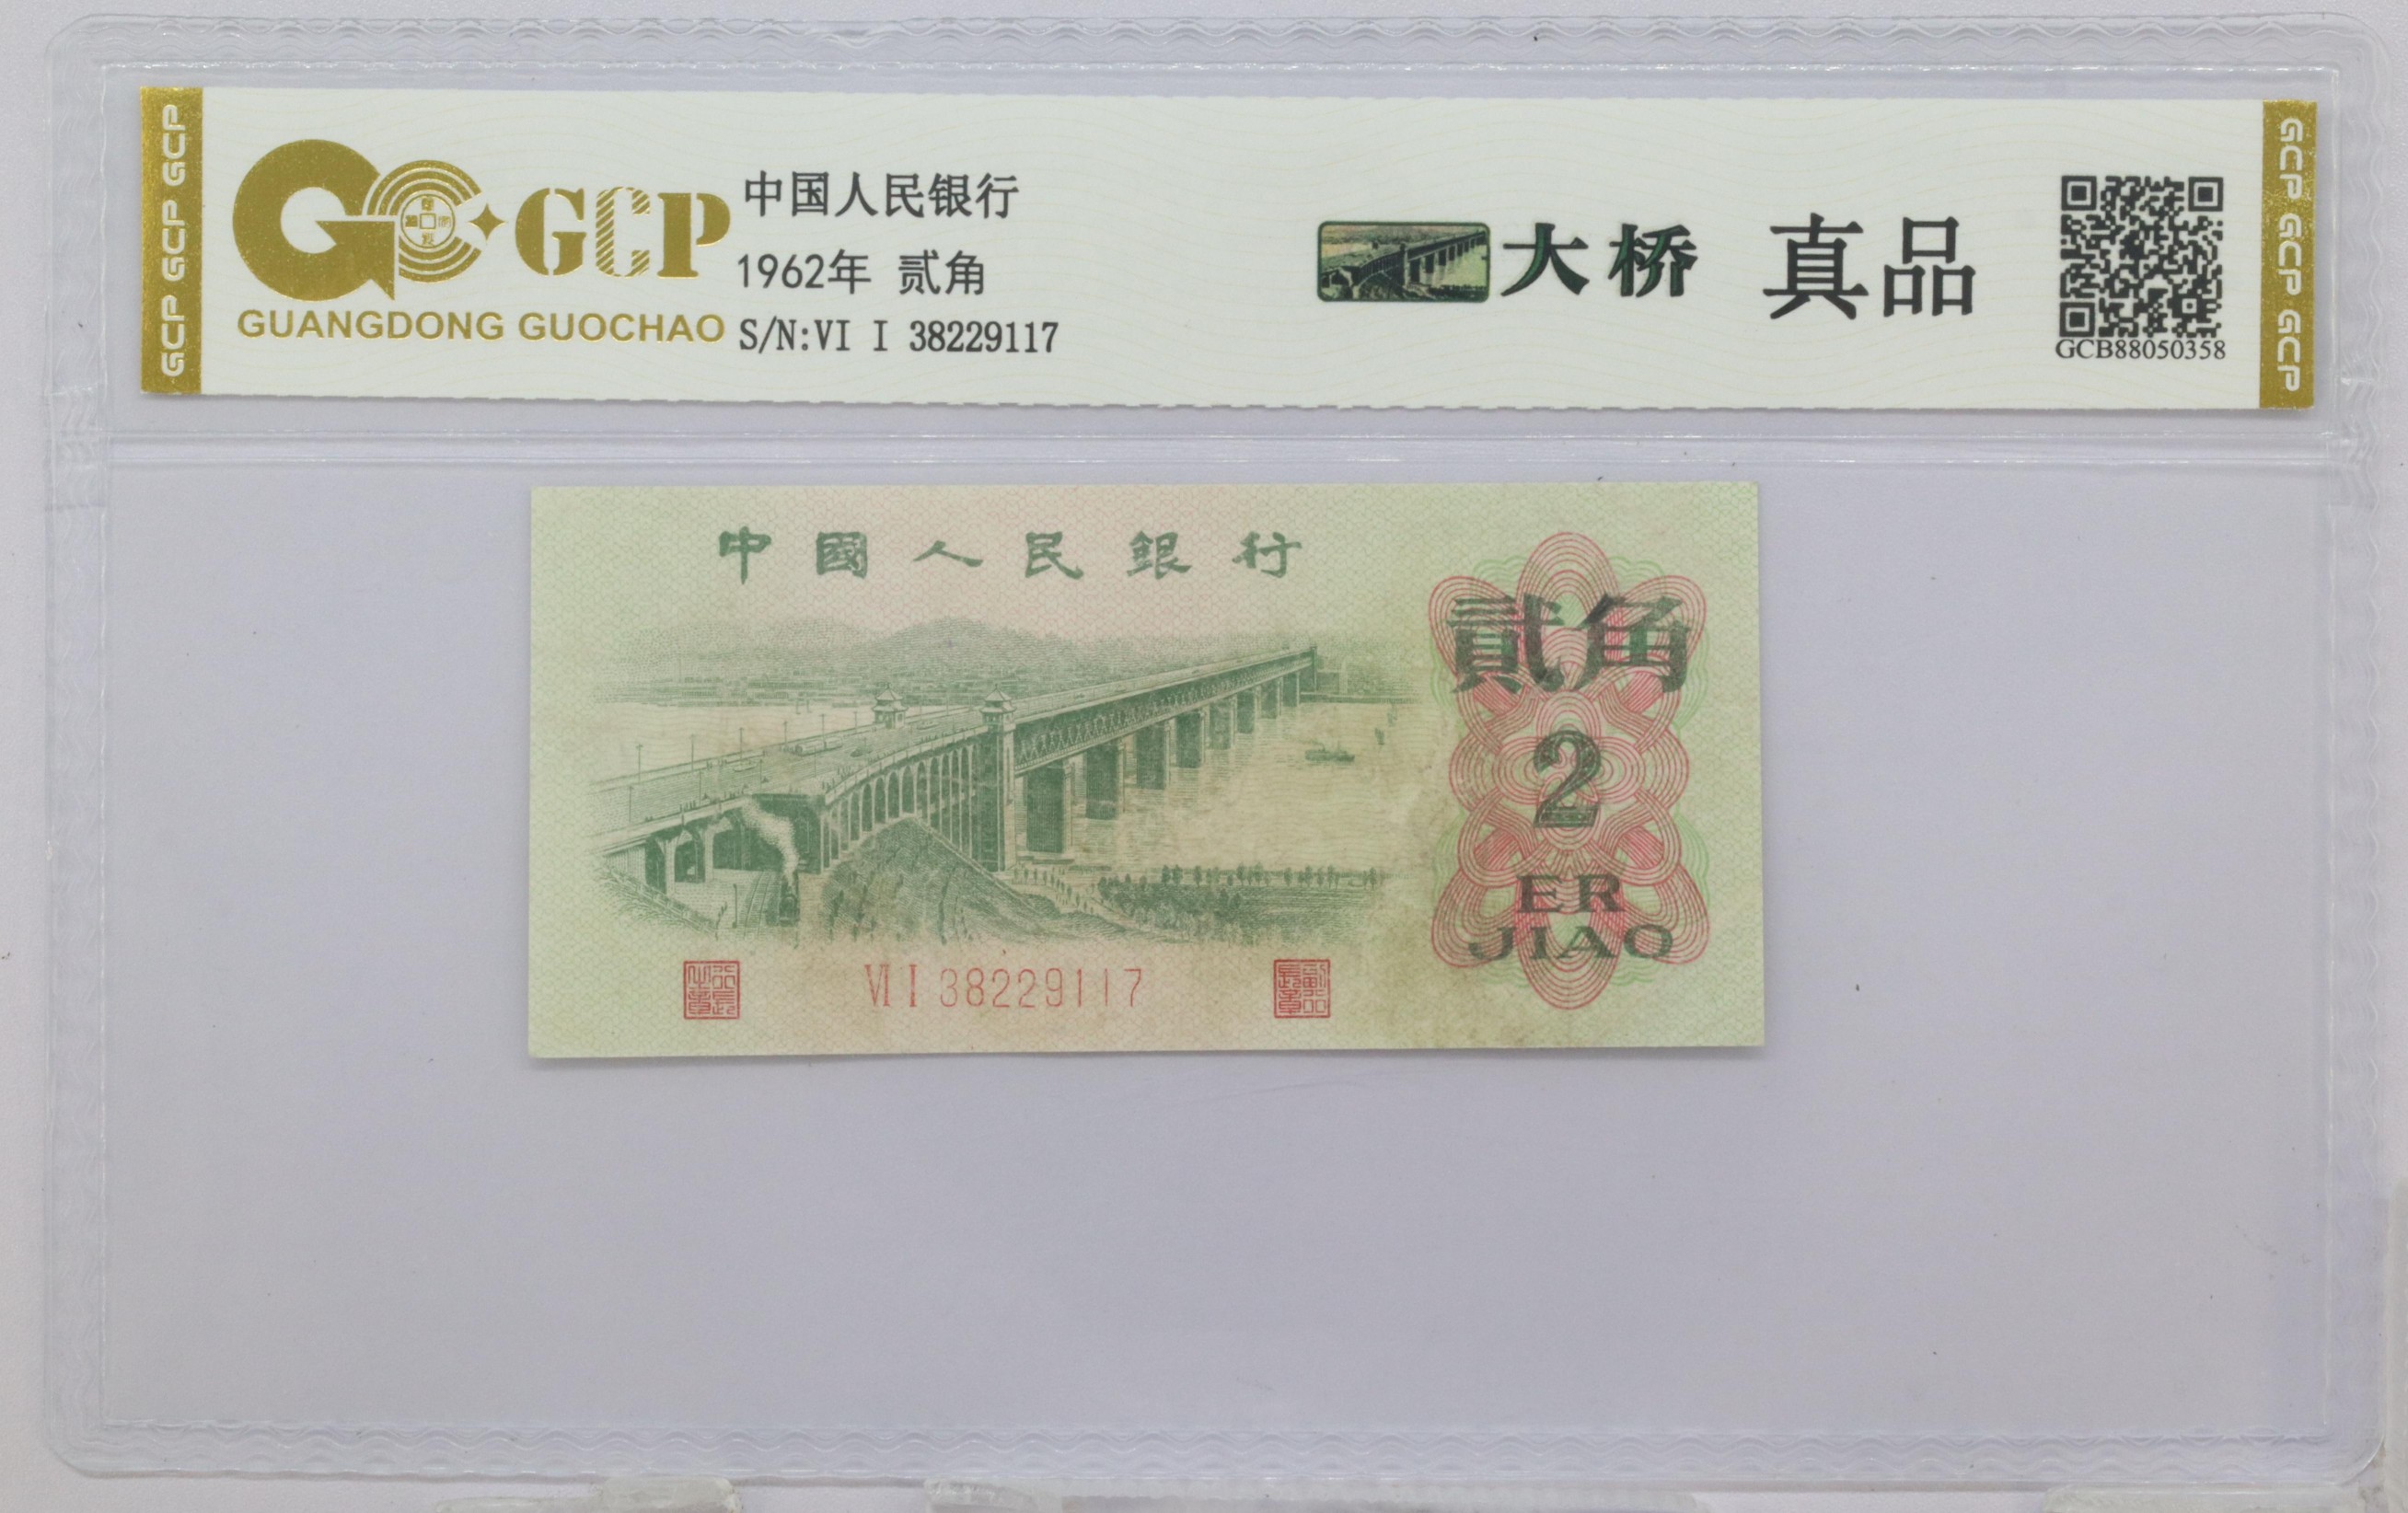 GCP GCP GCP
GCP
GUANGDONG GUOCHAO
中国人民银行
1962年 贰角
S/N:VI I 38229117
大桥
真品
GCB88050358
GCP GCP GCP
中國人民銀行
貳角
2
ER
JIAO
VI I 38229117